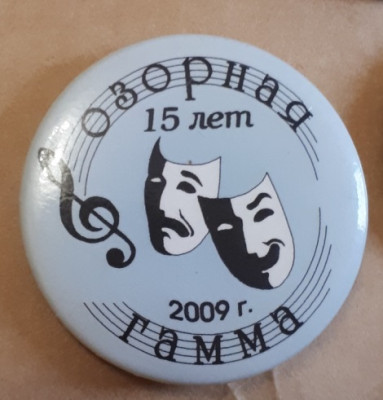 озорная
15 лет
2009 г.
гамма